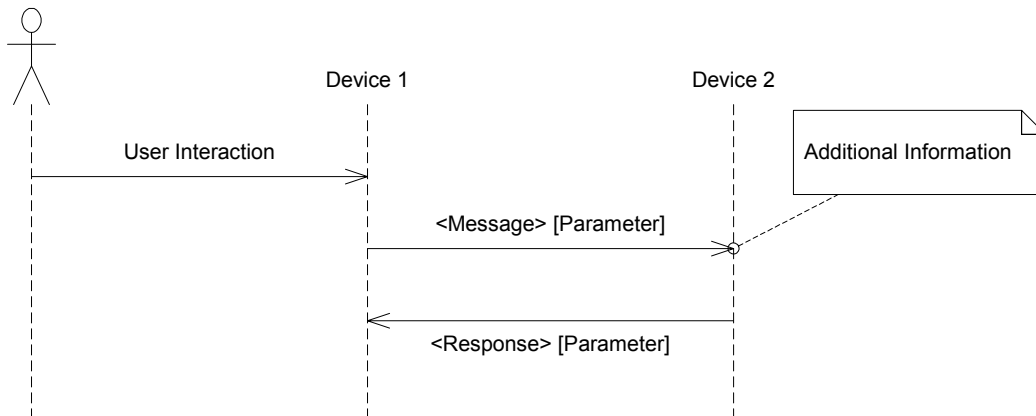 Device 1
Device 2
User Interaction
Additional Information
<Message> [Parameter]
<Response> [Parameter]